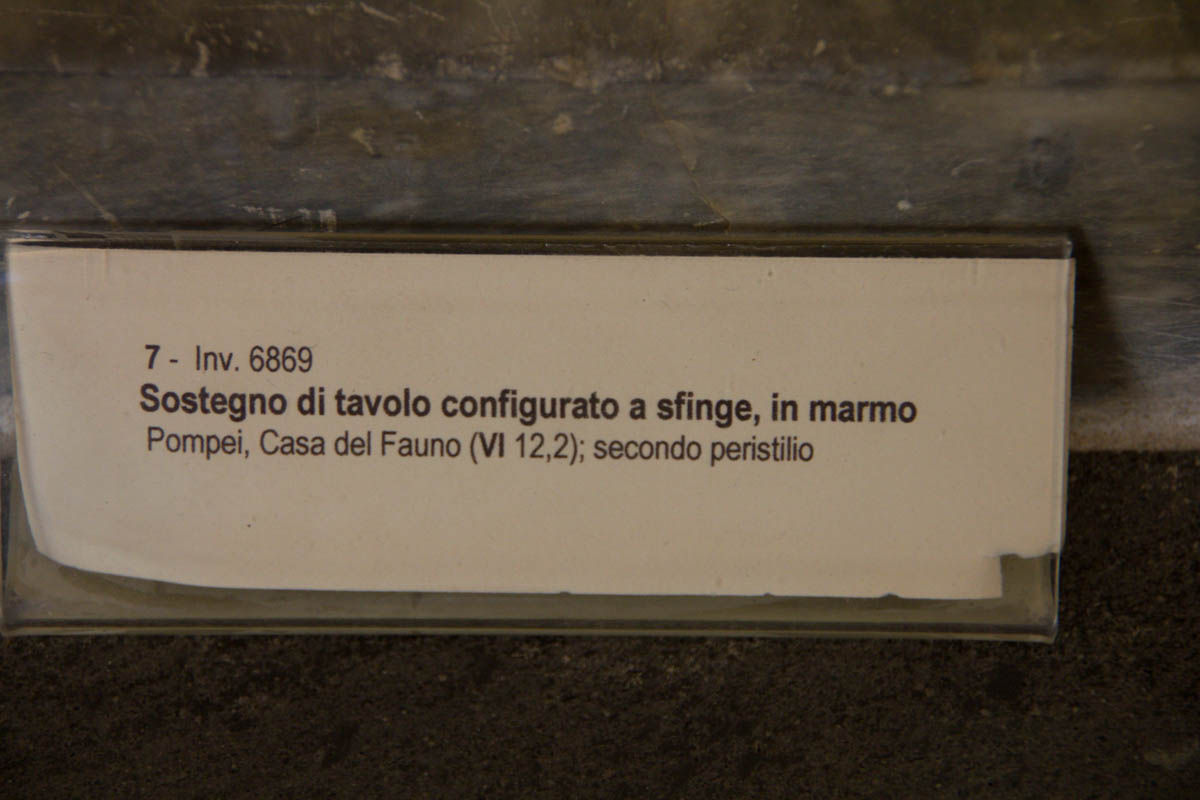 7 - Inv. 6869
Sostegno di tavolo configurato a sfinge, in marmo
Pompei, Casa del Fauno (VI 12,2); secondo peristilio